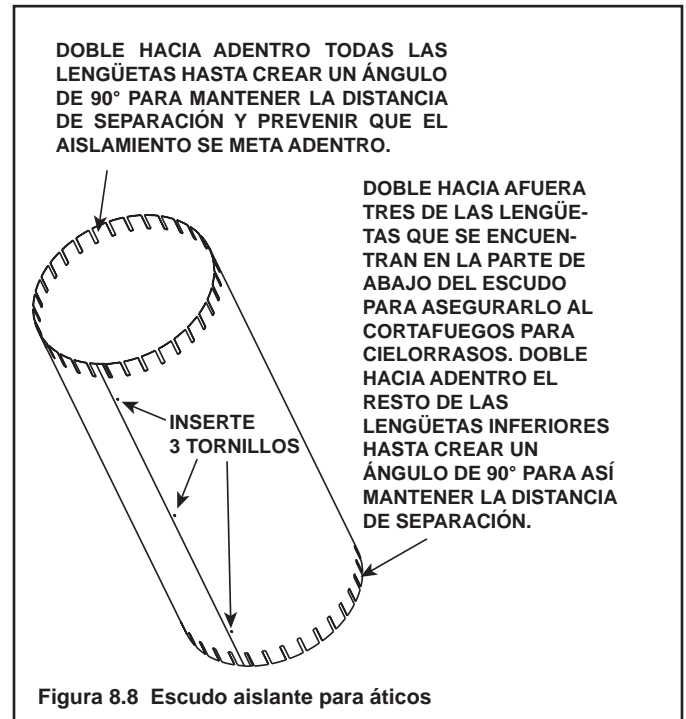 DOBLE HACIA ADENTRO TODAS LAS
LENGÜETAS HASTA CREAR UN ÁNGULO
DE 90° PARA MANTENER LA DISTANCIA
DE SEPARACIÓN Y PREVENIR QUE EL
AISLAMIENTO SE META ADENTRO.
DOBLE HACIA AFUERA
TRES DE LAS LENGÜE-
TAS QUE SE ENCUEN-
TRAN EN LA PARTE DE
ABAJO DEL ESCUDO
PARA ASEGURARLO AL
CORTAFUEGOS PARA
CIELORRASOS. DOBLE
HACIA ADENTRO EL
RESTO DE LAS
LENGÜETAS INFERIORES
HASTA CREAR UN
ÁNGULO DE 90° PARA ASÍ
MANTENER LA DISTANCIA
DE SEPARACIÓN.
INSERTE
3 TORNILLOS
Figura 8.8 Escudo aislante para áticos